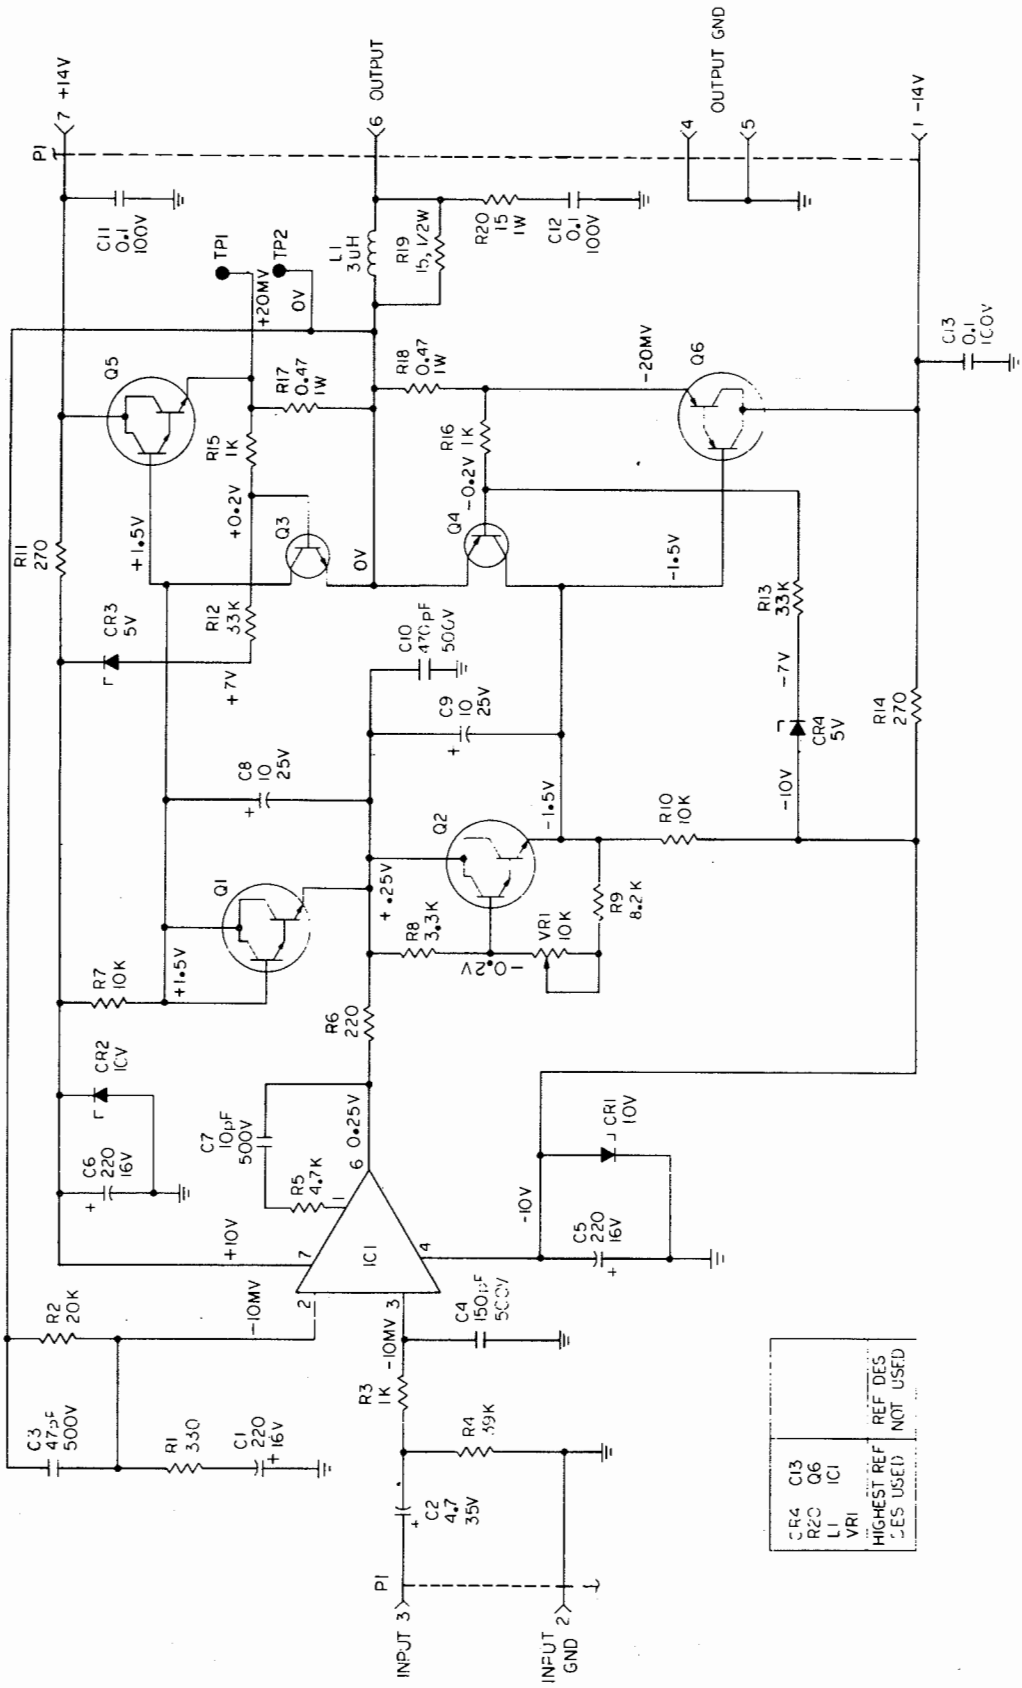 P1
7 +14V
C11
0.1
100V
TP1
+20MV
TP2
0V
L1
3UH
R19
15, 1/2W
R20
15
1W
C12
0.1
100V
6 OUTPUT
4
5
OUTPUT GND
1 -14V
C13
0.1
100V
Q5
R17
0.47
1W
R18
0.47
1W
-20MV
Q6
R15
1K
R16
1K
+0.2V
-0.2V
Q3
Q4
0V
+1.5V
-1.5V
R11
270
CR3
5V
R12
33K
+7V
C10
470pF
500V
C9
10
25V
R13
33K
-7V
CR4
5V
-10V
R14
270
C8
10
25V
+
+
Q2
-1.5V
R10
10K
+.25V
Q1
R8
3.3K
-0.2V
VR1
10K
R9
8.2K
R7
10K
+1.5V
R6
220
CR2
10V
C6
220
16V
+
C7
10pF
500V
R5
4.7K
1
6
0.25V
IC1
7
4
2
3
+10V
-10V
CR1
10V
C5
220
16V
+
R2
20K
-10MV
-10MV
C4
150pF
500V
R3
1K
C3
47pF
500V
R1
330
C1
220
16V
+
R4
39K
C2
4.7
35V
+
P1
INPUT 3
INPUT 2
GND
CR4 C13
R20 Q6
L1 IC1
VR1
HIGHEST REF
DES USED
REF DES
NOT USED